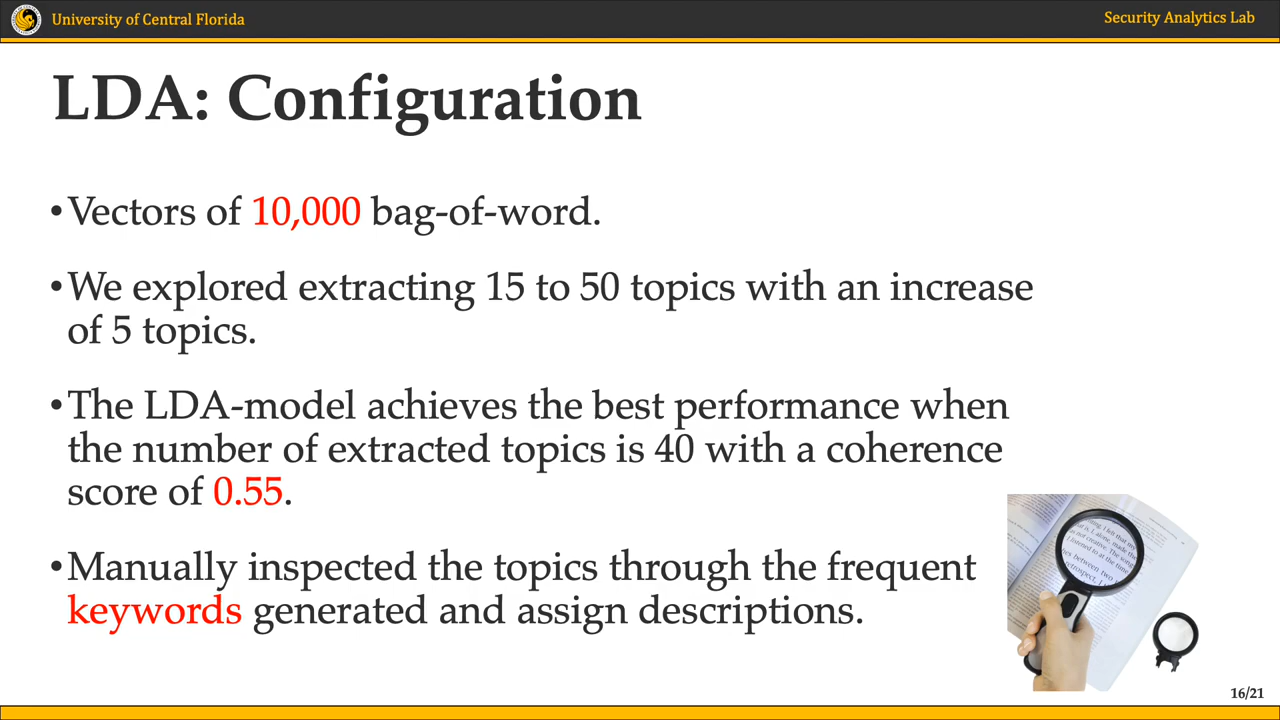 University of Central Florida
Security Analytics Lab
LDA: Configuration
•Vectors of 10,000 bag-of-word.
•We explored extracting 15 to 50 topics with an increase
of 5 topics.
•The LDA-model achieves the best performance when
the number of extracted topics is 40 with a coherence
score of 0.55.
•Manually inspected the topics through the frequent
keywords generated and assign descriptions.
16/21